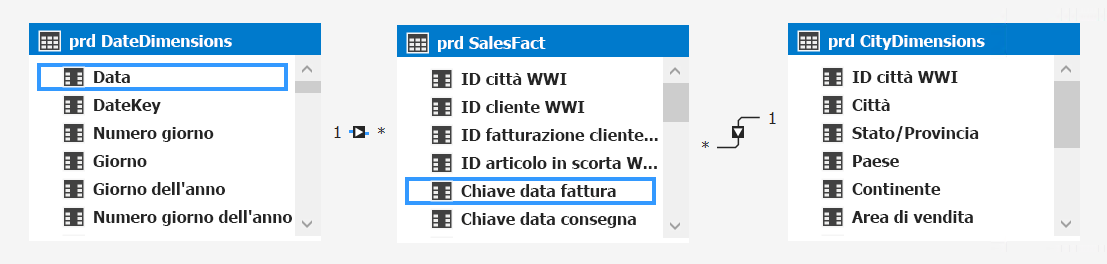 prd DateDimensions
Data
DateKey
Numero giorno
Giorno
Giorno dell'anno
Numero giorno dell'anno
1 *
prd SalesFact
ID città WWI
ID cliente WWI
ID fatturazione cliente...
ID articolo in scorta W...
Chiave data fattura
Chiave data consegna
* 1
prd CityDimensions
ID città WWI
Città
Stato/Provincia
Paese
Continente
Area di vendita